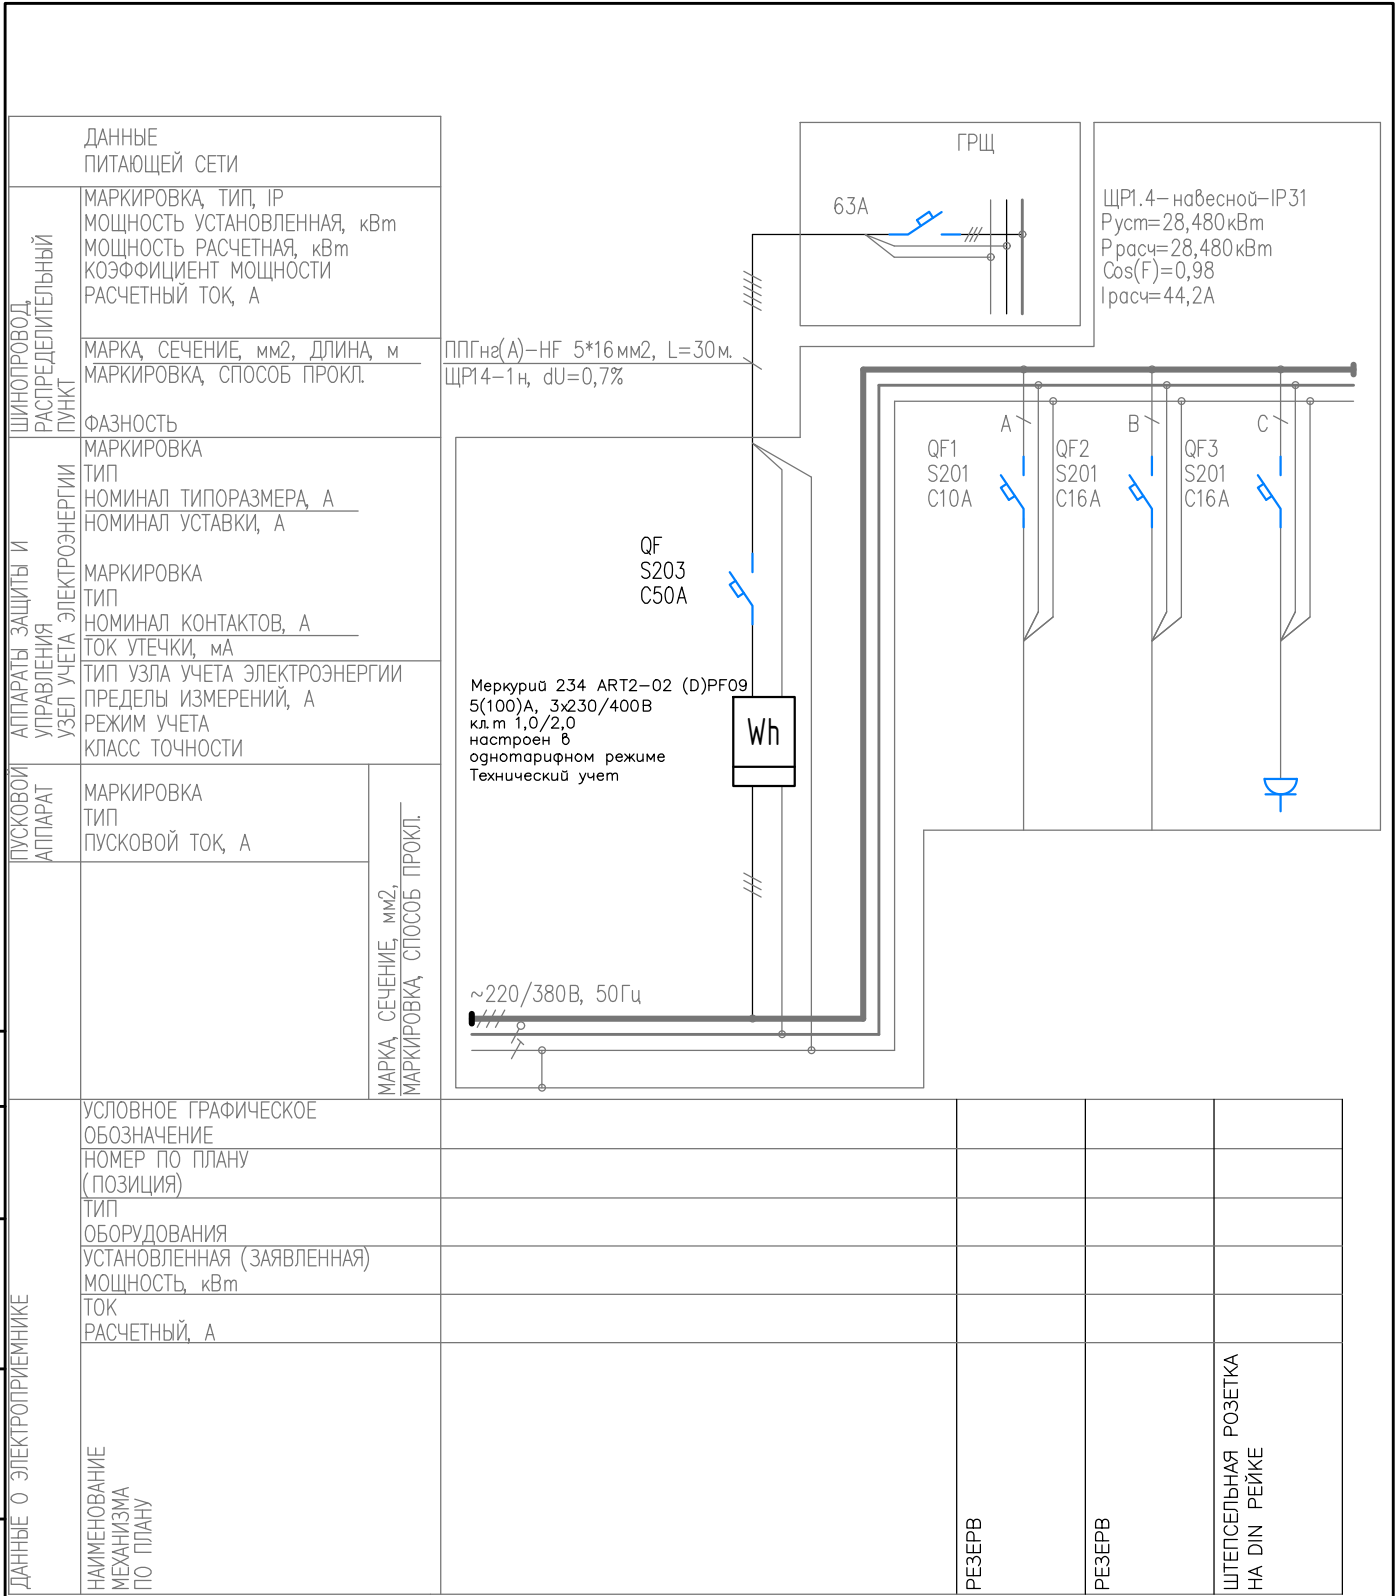 ДАННЫЕ
ПИТАЮЩЕЙ СЕТИ
ШИНОПРОВОД,
РАСПРЕДЕЛИТЕЛЬНЫЙ
ПУНКТ
МАРКИРОВКА, ТИП, IP
МОЩНОСТЬ УСТАНОВЛЕННАЯ, кВт
МОЩНОСТЬ РАСЧЕТНАЯ, кВт
КОЭФФИЦИЕНТ МОЩНОСТИ
РАСЧЕТНЫЙ ТОК, А
МАРКА, СЕЧЕНИЕ, мм2, ДЛИНА, м
МАРКИРОВКА, СПОСОБ ПРОКЛ.
ФАЗНОСТЬ
АППАРАТЫ ЗАЩИТЫ И
УПРАВЛЕНИЯ
УЗЕЛ УЧЕТА ЭЛЕКТРОЭНЕРГИИ
МАРКИРОВКА
ТИП
НОМИНАЛ ТИПОРАЗМЕРА, А
НОМИНАЛ УСТАВКИ, А
МАРКИРОВКА
ТИП
НОМИНАЛ КОНТАКТОВ, А
ТОК УТЕЧКИ, мА
ТИП УЗЛА УЧЕТА ЭЛЕКТРОЭНЕРГИИ
ПРЕДЕЛЫ ИЗМЕРЕНИЙ, А
РЕЖИМ УЧЕТА
КЛАСС ТОЧНОСТИ
ПУСКОВОЙ
АППАРАТ
МАРКИРОВКА
ТИП
ПУСКОВОЙ ТОК, А
МАРКА, СЕЧЕНИЕ, мм2,
МАРКИРОВКА, СПОСОБ ПРОКЛ.
ГРЩ
63А
ЩР1.4-навесной-IP31
Pуст=28,480кВт
Pрасч=28,480кВт
Cos(F)=0,98
Iрасч=44,2А
ППГнг(А)-HF 5*16мм2, L=30м.
ЩР14-1н, dU=0,7%
A
B
C
QF1
S201
C10A
QF2
S201
C16A
QF3
S201
C16A
QF
S203
C50A
Меркурий 234 ART2-02 (D)PF09
5(100)А, 3x230/400В
кл.т 1,0/2,0
настроен в
однотарифном режиме
Технический учет
Wh
~220/380В, 50Гц
ДАННЫЕ О ЭЛЕКТРОПРИЕМНИКЕ
УСЛОВНОЕ ГРАФИЧЕСКОЕ
ОБОЗНАЧЕНИЕ
НОМЕР ПО ПЛАНУ
(ПОЗИЦИЯ)
ТИП
ОБОРУДОВАНИЯ
УСТАНОВЛЕННАЯ (ЗАЯВЛЕННАЯ)
МОЩНОСТЬ, кВт
ТОК
РАСЧЕТНЫЙ, А
НАИМЕНОВАНИЕ
МЕХАНИЗМА
ПО ПЛАНУ
РЕЗЕРВ
РЕЗЕРВ
ШТЕПСЕЛЬНАЯ РОЗЕТКА
НА DIN РЕЙКЕ